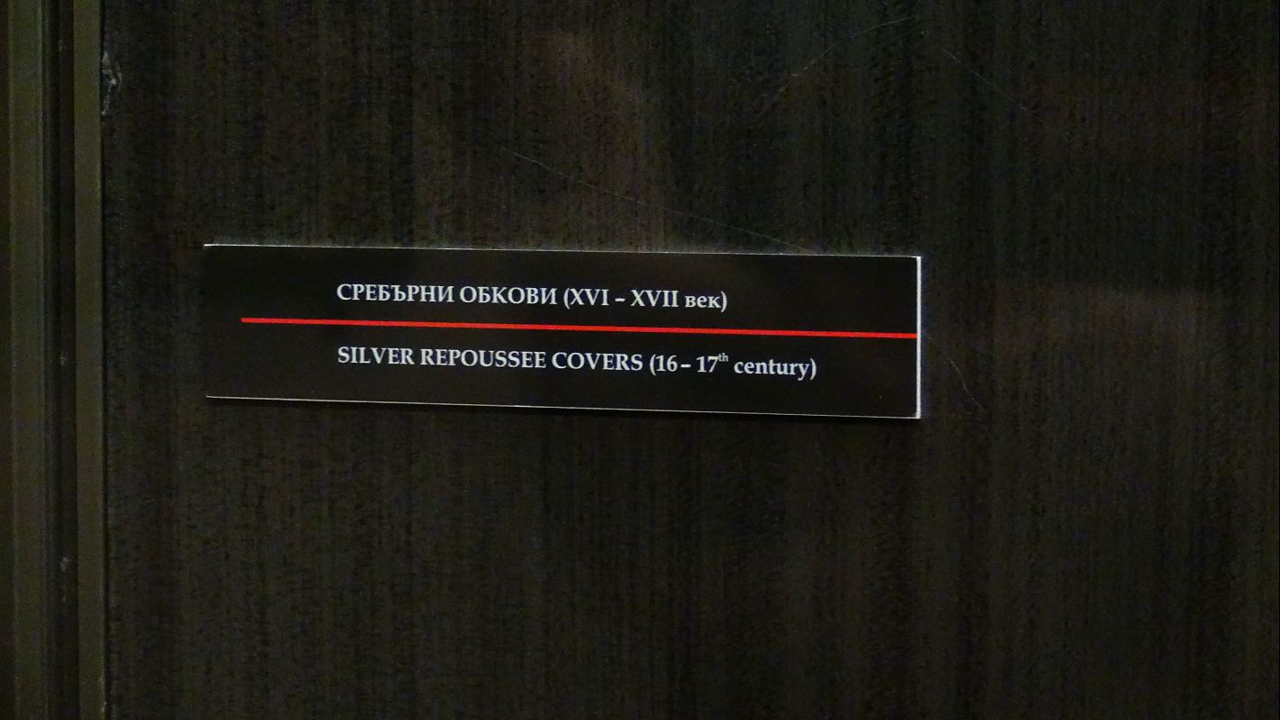 СРЕБЪРНИ ОБКОВИ (XVI – XVII век)
SILVER REPOUSSEE COVERS (16 – 17th century)